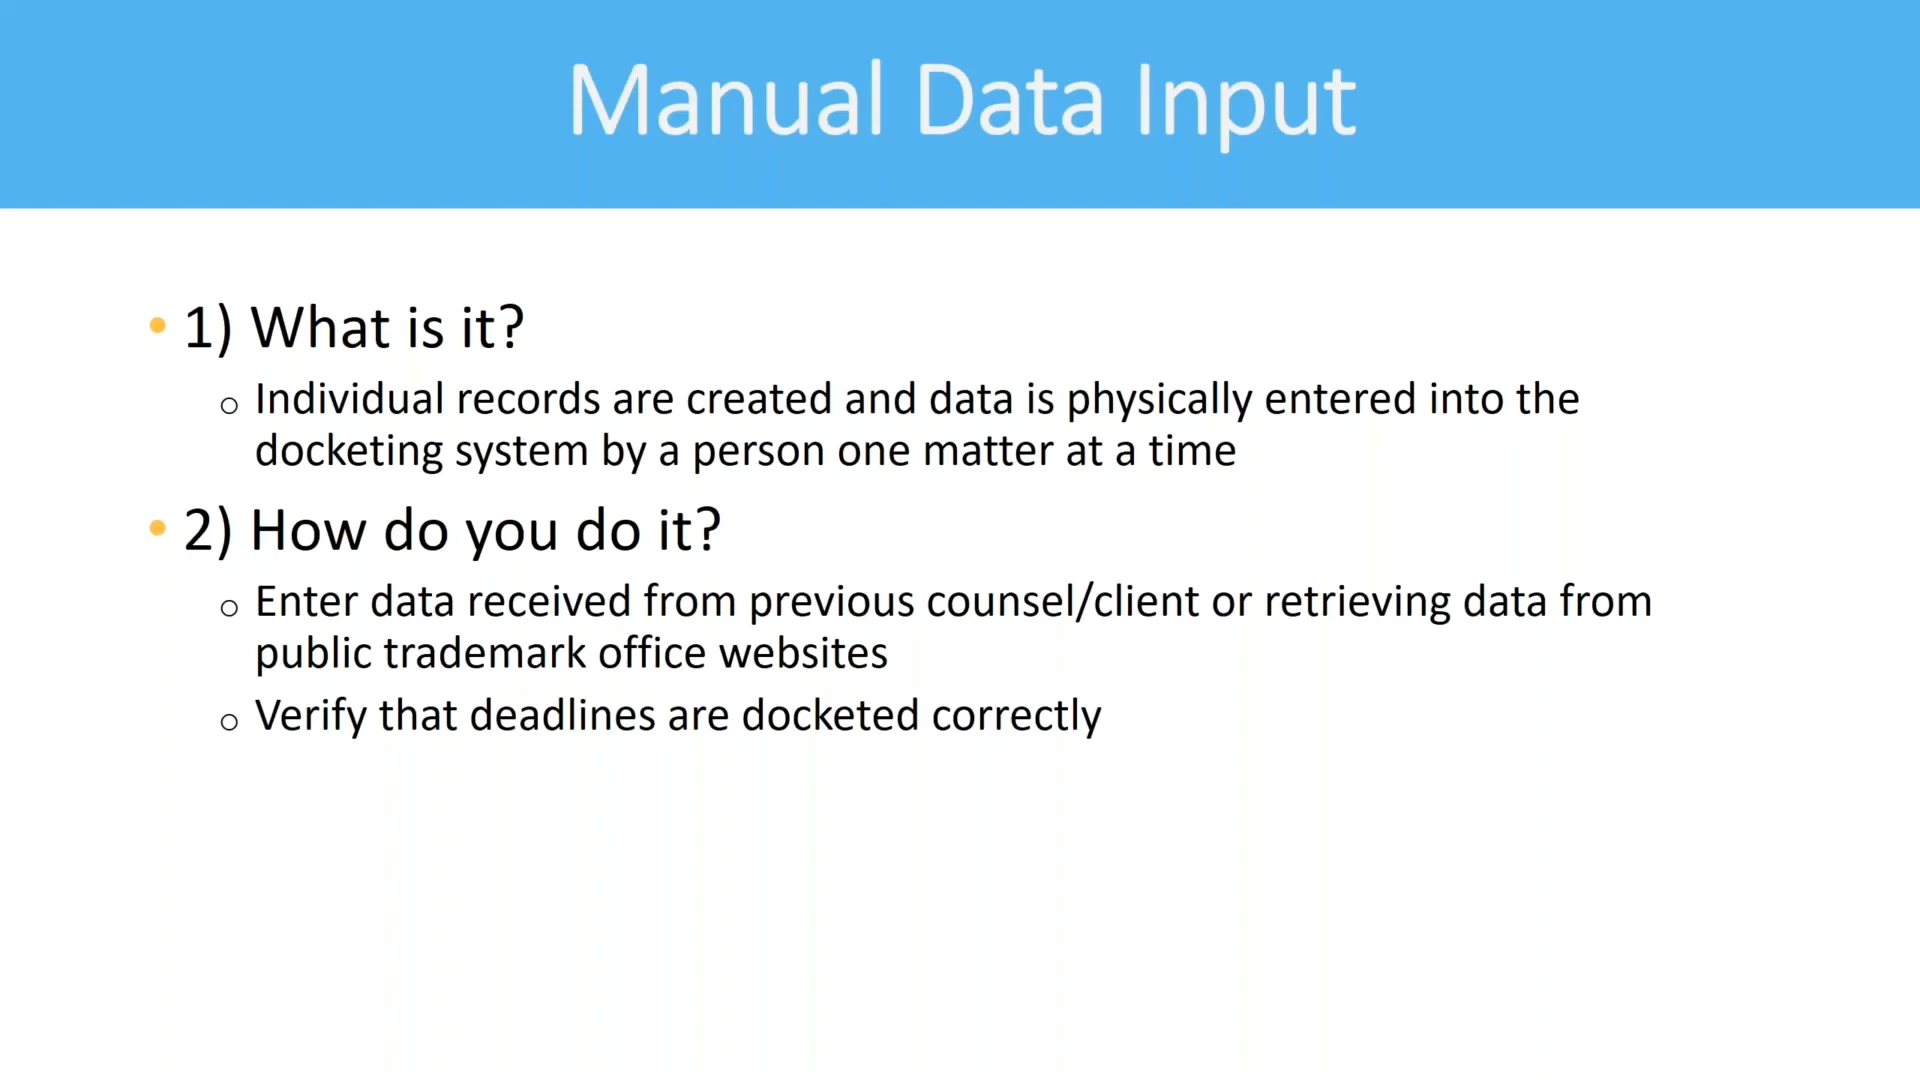 Manual Data Input
• 1) What is it?
o Individual records are created and data is physically entered into the
docketing system by a person one matter at a time
• 2) How do you do it?
o Enter data received from previous counsel/client or retrieving data from
public trademark office websites
o Verify that deadlines are docketed correctly